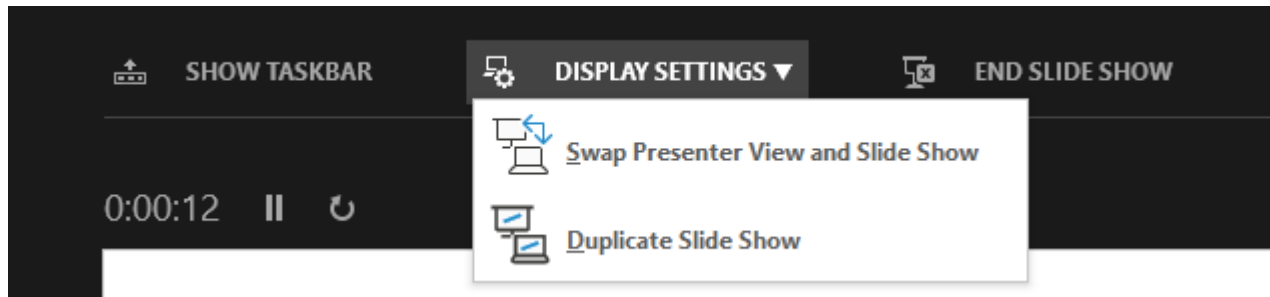 SHOW TASKBAR DISPLAY SETTINGS ▼ END SLIDE SHOW
Swap Presenter View and Slide Show
0:00:12
Duplicate Slide Show